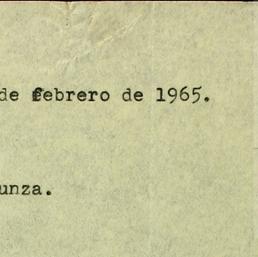 de febrero de 1965.
unza.